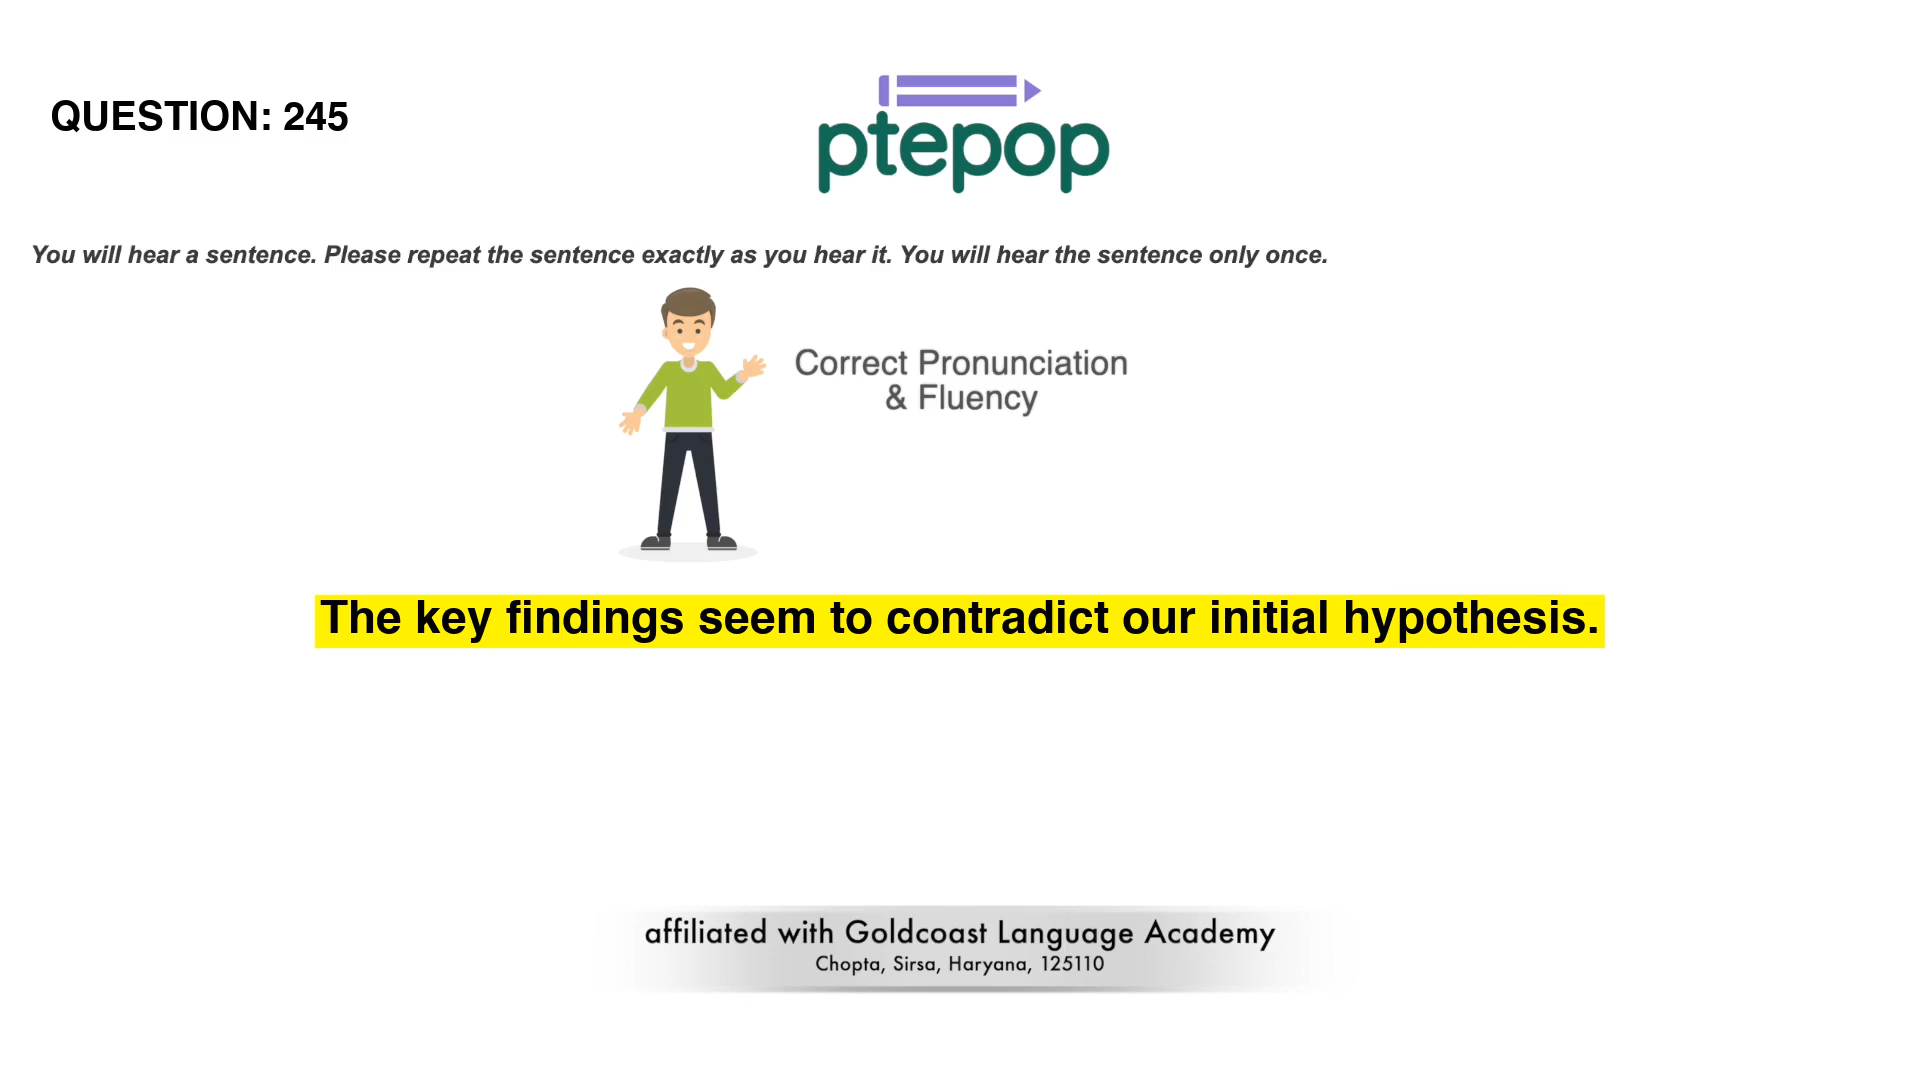 QUESTION: 245
ptepop
You will hear a sentence. Please repeat the sentence exactly as you hear it. You will hear the sentence only once.
Correct Pronunciation
& Fluency
The key findings seem to contradict our initial hypothesis.
affiliated with Goldcoast Language Academy
Chopta, Sirsa, Haryana, 125110